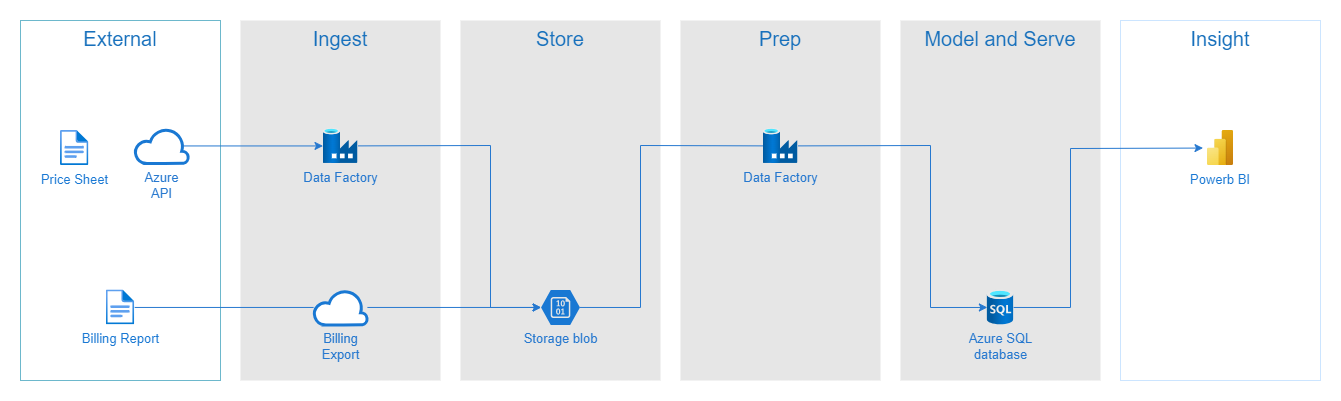 External
Ingest
Store
Prep
Model and Serve
Insight
Price Sheet
Azure
API
Data Factory
Data Factory
Powerb BI
10
01
SQL
Billing Report
Billing
Export
Storage blob
Azure SQL
database